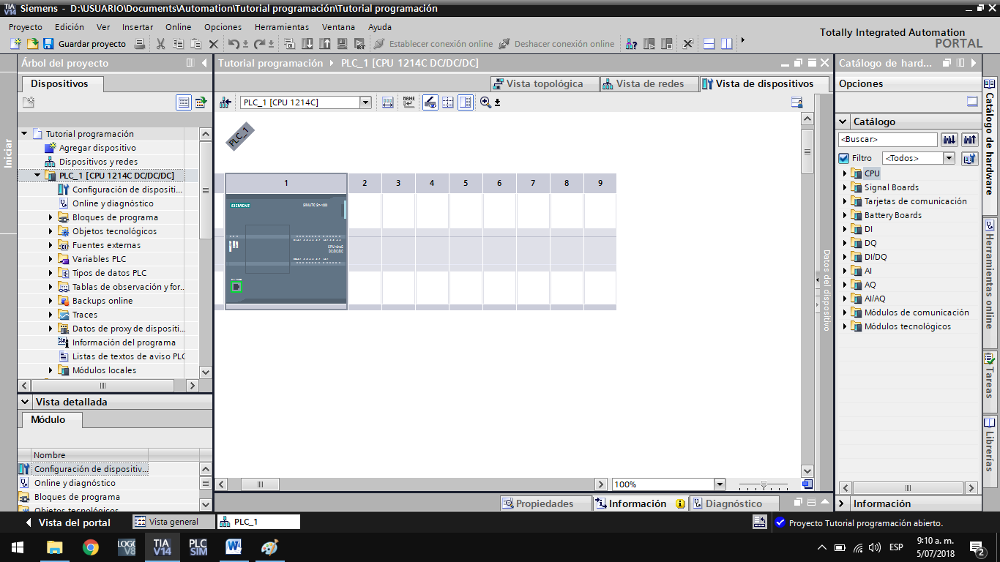 TIA V14 Siemens - D:\USUARIO\Documents\Automation\Tutorial programación\Tutorial programación
Proyecto Edición Ver Insertar Online Opciones Herramientas Ventana Ayuda
Guardar proyecto Establecer conexión online Deshacer conexión online
Totally Integrated Automation
PORTAL
Iniciar
Árbol del proyecto
Dispositivos
Tutorial programación
Agregar dispositivo
Dispositivos y redes
PLC_1 [CPU 1214C DC/DC/DC]
Configuración de dispositi...
Online y diagnóstico
Bloques de programa
Objetos tecnológicos
Fuentes externas
Variables PLC
Tipos de datos PLC
Tablas de observación y for...
Backups online
Traces
Datos de proxy de dispositi...
Información del programa
Listas de textos de aviso PLC
Módulos locales
Vista detallada
Módulo
Nombre
Configuración de dispositiv...
Online y diagnóstico
Bloques de programa
Objetos tecnológicos
Tutorial programación PLC_1 [CPU 1214C DC/DC/DC]
Vista topológica Vista de redes Vista de dispositivos
PLC_1 [CPU 1214C]
NAME
PLC_1
1 2 3 4 5 6 7 8 9
SIEMENS SIMATIC S7-1200
CPU 1214C
DC/DC/DC
Datos del dispositivo
100%
Propiedades Información Diagnóstico
Catálogo de hard...
Opciones
Catálogo
<Buscar>
Filtro <Todos>
CPU
Signal Boards
Tarjetas de comunicación
Battery Boards
DI
DQ
DI/DQ
AI
AQ
AI/AQ
Módulos de comunicación
Módulos tecnológicos
Información
Catálogo de hardware
Herramientas online
Tareas
Librerías
Vista del portal Vista general PLC_1
Proyecto Tutorial programación abierto.
LOGO V8 TIA V14 PLC SIM W
ESP
9:10 a. m.
5/07/2018
2